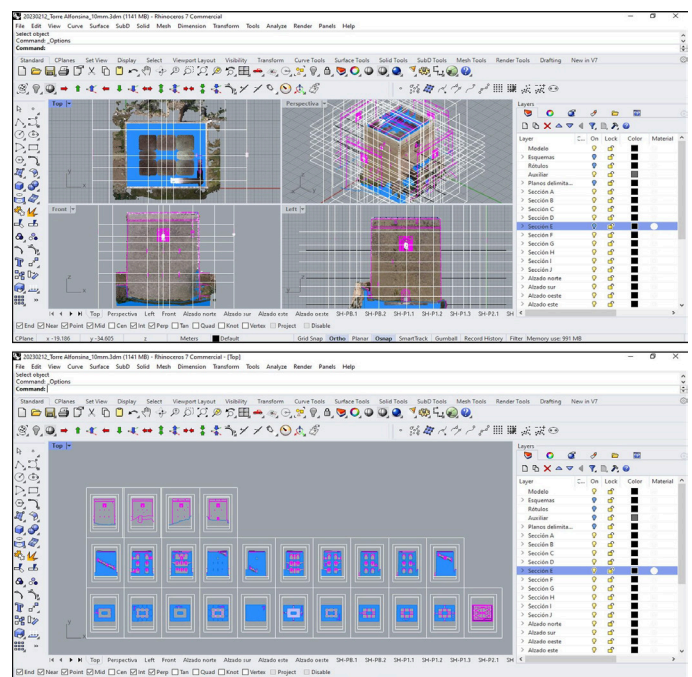 20230212_Torre Alfonsina_10mm.3dm (1141 MB) - Rhinoceros 7 Commercial
File Edit View Curve Surface SubD Solid Mesh Dimension Transform Tools Analyze Render Panels Help
Select object
Command: _Options
Command:
Standard CPlanes Set View Display Select Viewport Layout Visibility Transform Curve Tools Surface Tools Solid Tools SubD Tools Mesh Tools Render Tools Drafting New in V7
Top
Perspectiva
Front
Left
Layers
Layer C... On Lock Color Material
Modelo
Esquemas
Rótulos
Auxiliar
Planos delimita...
Sección A
Sección B
Sección C
Sección D
Sección E
Sección F
Sección G
Sección H
Sección I
Sección J
Alzado norte
Alzado sur
Alzado oeste
Alzado este
Top Perspectiva Left Front Alzado norte Alzado sur Alzado este Alzado oeste SH-PB.1 SH-PB.2 SH-P1.1 SH-P1.2 SH-P1.3 SH-P2.1 SH
End Near Point Mid Cen Int Perp Tan Quad Knot Vertex Project Disable
CPlane x -19.186 y -34.605 z Meters Default Grid Snap Ortho Planar Osnap SmartTrack Gumball Record History Filter Memory use: 991 MB
20230212_Torre Alfonsina_10mm.3dm (1141 MB) - Rhinoceros 7 Commercial - [Top]
File Edit View Curve Surface SubD Solid Mesh Dimension Transform Tools Analyze Render Panels Help
Select object
Command: _Options
Command:
Standard CPlanes Set View Display Select Viewport Layout Visibility Transform Curve Tools Surface Tools Solid Tools SubD Tools Mesh Tools Render Tools Drafting New in V7
Top
Layers
Layer C... On Lock Color Material
Modelo
Esquemas
Rótulos
Auxiliar
Planos delimita...
Sección A
Sección B
Sección C
Sección D
Sección E
Sección F
Sección G
Sección H
Sección I
Sección J
Alzado norte
Alzado sur
Alzado oeste
Alzado este
Top Perspectiva Left Front Alzado norte Alzado sur Alzado este Alzado oeste SH-PB.1 SH-PB.2 SH-P1.1 SH-P1.2 SH-P1.3 SH-P2.1 SH
End Near Point Mid Cen Int Perp Tan Quad Knot Vertex Project Disable